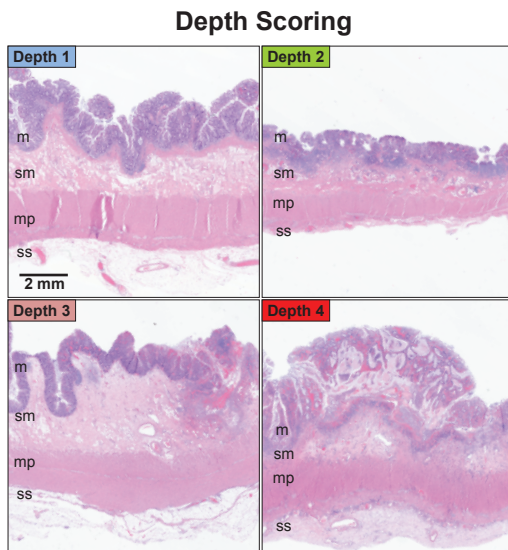 Depth Scoring
Depth 1
m
sm
mp
ss
2 mm
Depth 2
m
sm
mp
ss
Depth 3
m
sm
mp
ss
Depth 4
m
sm
mp
ss